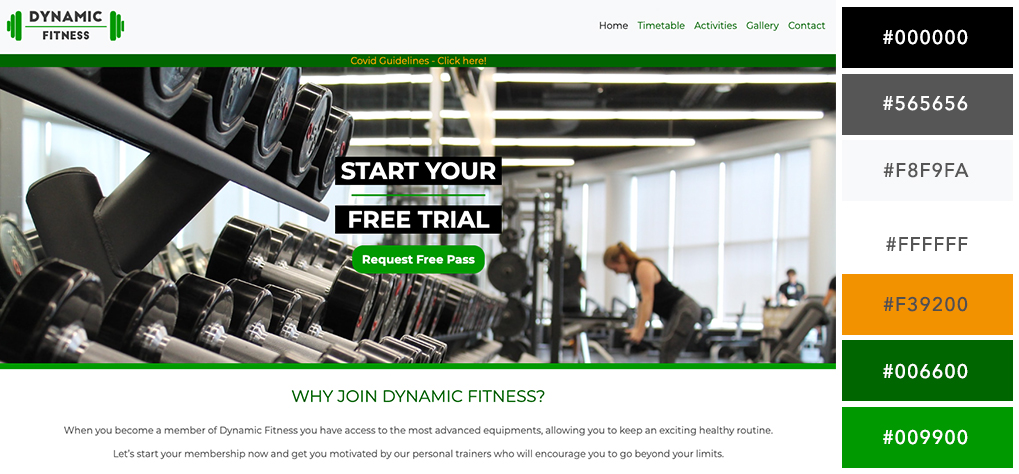 DYNAMIC
FITNESS
Home Timetable Activities Gallery Contact
Covid Guidelines - Click here!
START YOUR
FREE TRIAL
Request Free Pass
WHY JOIN DYNAMIC FITNESS?
When you become a member of Dynamic Fitness you have access to the most advanced equipments, allowing you to keep an exciting healthy routine.
Let's start your membership now and get you motivated by our personal trainers who will encourage you to go beyond your limits.
#000000
#565656
#F8F9FA
#FFFFFF
#F39200
#006600
#009900